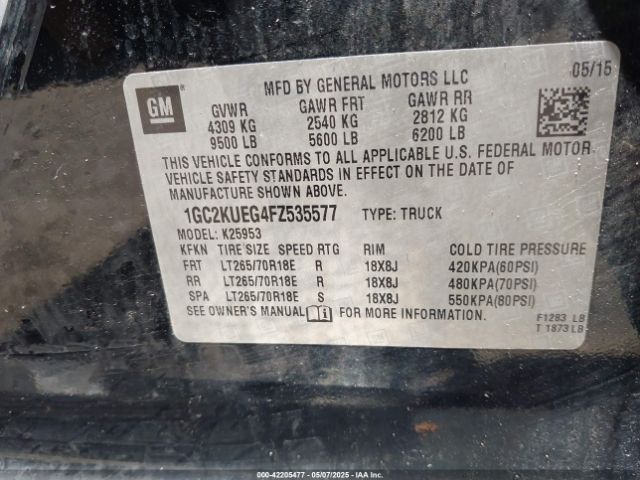 MFD BY GENERAL MOTORS LLC 05/15
GM
GVWR GAWR FRT GAWR RR
4309 KG 2540 KG 2812 KG
9500 LB 5600 LB 6200 LB
THIS VEHICLE CONFORMS TO ALL APPLICABLE U.S. FEDERAL MOTOR
VEHICLE SAFETY STANDARDS IN EFFECT ON THE DATE OF
MANUFACTURE SHOWN ABOVE.
1GC2KUEG4FZ535577 TYPE: TRUCK
MODEL: K25953
KFKN TIRE SIZE SPEED RTG RIM COLD TIRE PRESSURE
FRT LT265/70R18E R 18X8J 420KPA(60PSI)
RR LT265/70R18E R 18X8J 480KPA(70PSI)
SPA LT265/70R18E S 18X8J 550KPA(80PSI)
SEE OWNER'S MANUAL FOR MORE INFORMATION.
F1283 LB
T 1873 LB
000-42205477 - 05/07/2025 - IAAI.COM